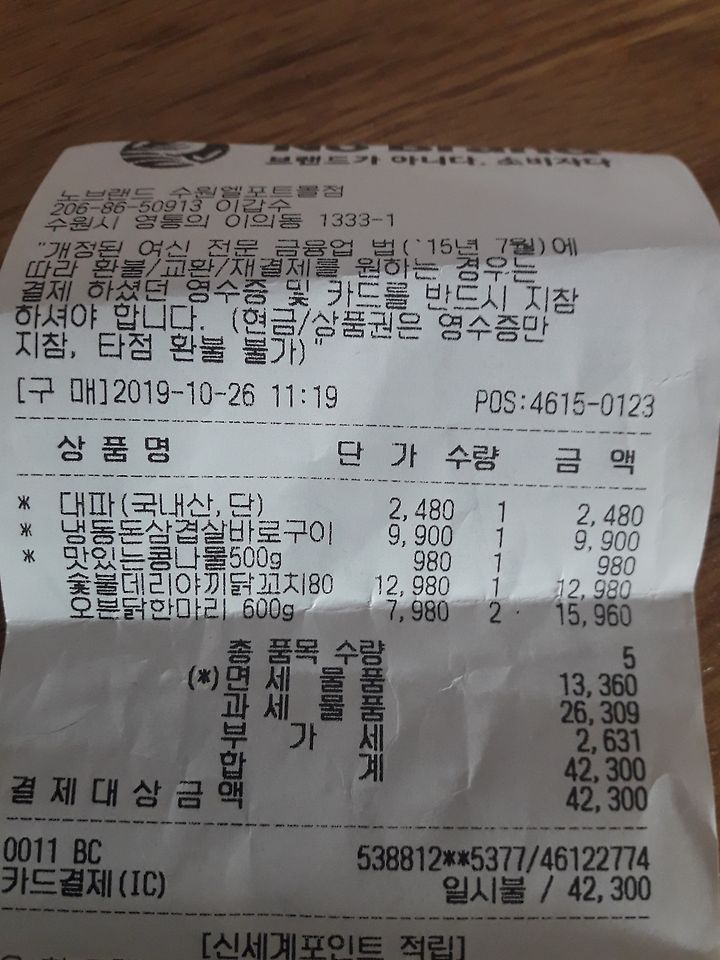 No Brand
브랜드가 아니다. 소비자다
노브랜드 수원엘포트몰점
206-86-50913 이갑수
수원시 영통의 이의동 1333-1
"개정된 여신 전문 금융업 법(`15년 7월)에
따라 환불/교환/재결제를 원하는 경우는
결제 하셨던 영수증 및 카드를 반드시 지참
하셔야 합니다. (현금/상품권은 영수증만
지참, 타점 환불 불가)"
[구 매]2019-10-26 11:19 POS:4615-0123
상 품 명 단 가 수량 금 액
* 대파(국내산,단) 2,480 1 2,480
* 냉동돈삼겹살바로구이 9,900 1 9,900
* 맛있는콩나물500g 980 1 980
숯불데리야끼닭꼬치80 12,980 1 12,980
오븐닭한마리 600g 7,980 2 15,960
총 품목 수량 5
(*)면 세 물 품 13,360
과 세 물 품 26,309
부 가 세 2,631
합 계 42,300
결제대상금액 42,300
0011 BC 538812**5377/46122774
카드결제(IC) 일시불 / 42,300
[신세계포인트 적립]